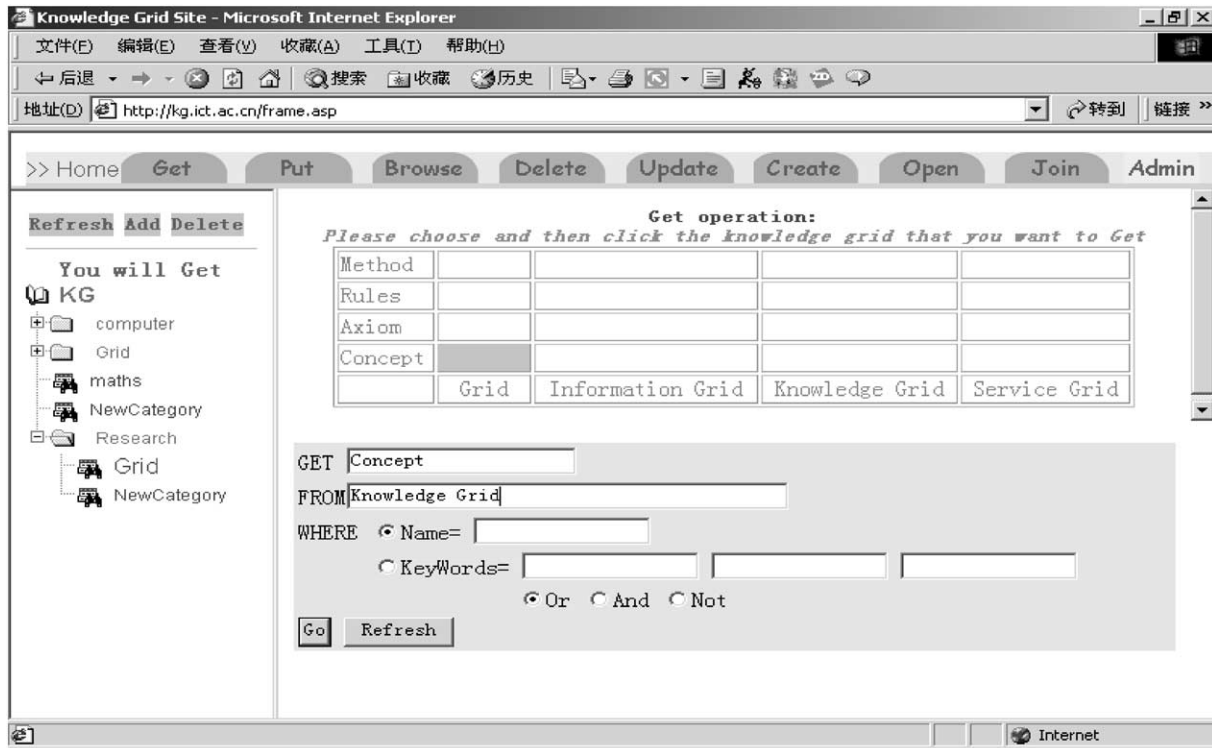 Knowledge Grid Site - Microsoft Internet Explorer
文件(F) 编辑(E) 查看(V) 收藏(A) 工具(T) 帮助(H)
后退 搜索 收藏 历史
地址(D) http://kg.ict.ac.cn/frame.asp 转到 链接 »
>> Home Get Put Browse Delete Update Create Open Join Admin
Refresh Add Delete
You will Get
KG
computer
Grid
maths
NewCategory
Research
Grid
NewCategory
Get operation:
Please choose and then click the knowledge grid that you want to Get
Method
Rules
Axiom
Concept
Grid Information Grid Knowledge Grid Service Grid
GET Concept
FROM Knowledge Grid
WHERE Name=
KeyWords=
Or And Not
Go Refresh
Internet